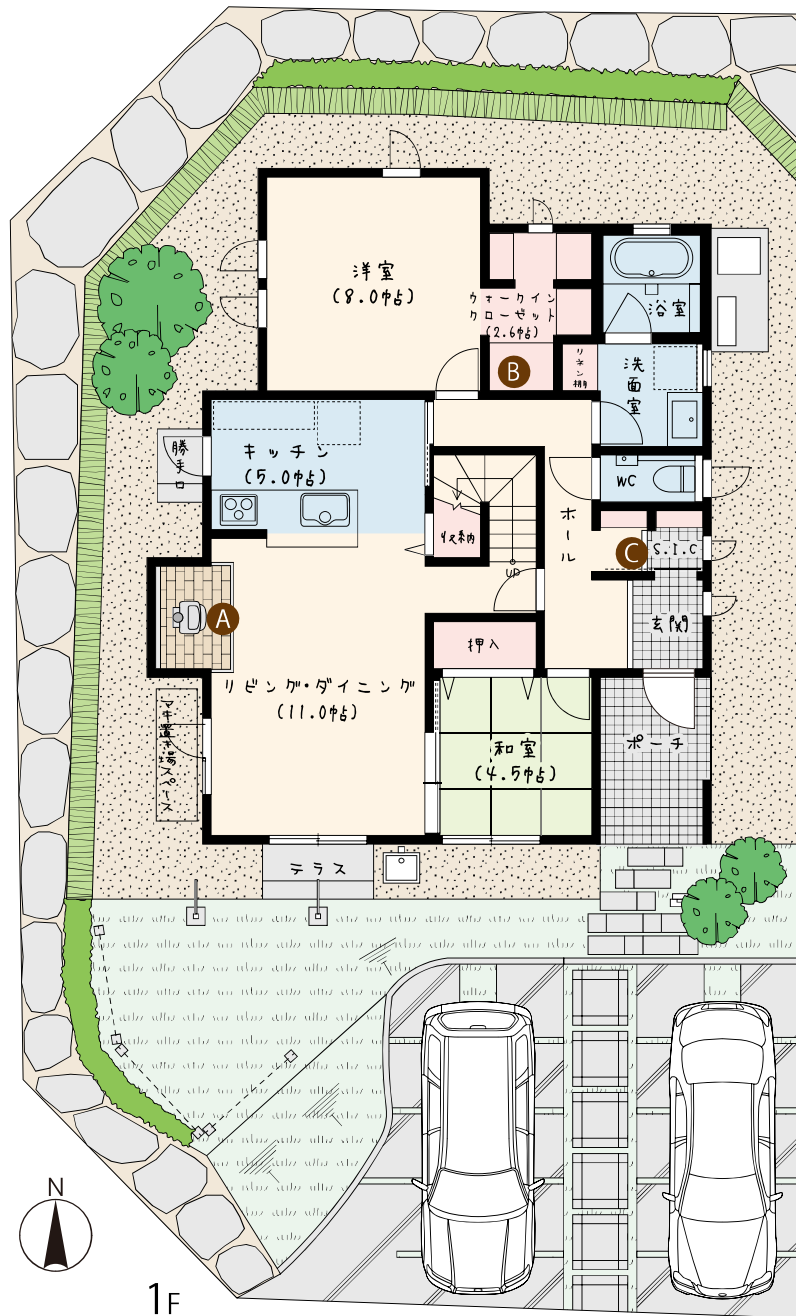 洋室
(8.0帖)
ウォークイン
クローゼット
(2.6帖)
浴室
B
リネン棚
洗面室
勝手口
キッチン
(5.0帖)
WC
収納
ホール
C
S.I.C
UP
A
玄関
押入
リビング・ダイニング
(11.0帖)
マキ置き場スペース
和室
(4.5帖)
ポーチ
テラス
N
1F